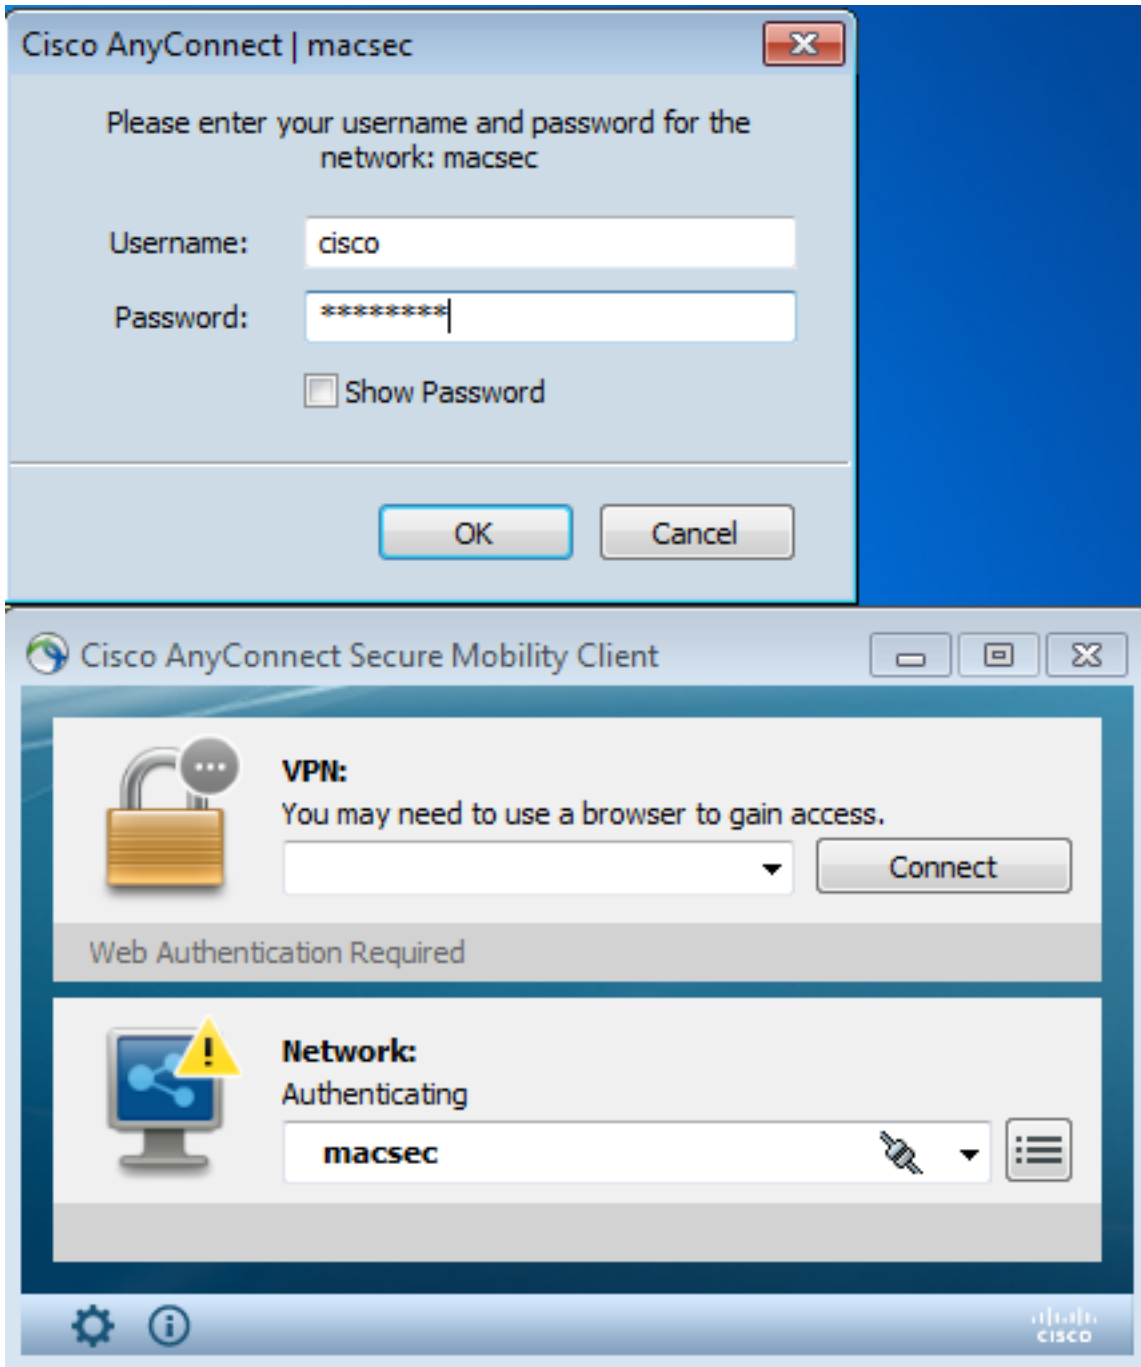 Cisco AnyConnect | macsec
Please enter your username and password for the
network: macsec
Username: cisco
Password: ********
Show Password
OK Cancel
Cisco AnyConnect Secure Mobility Client
VPN:
You may need to use a browser to gain access.
Connect
Web Authentication Required
Network:
Authenticating
macsec
cisco